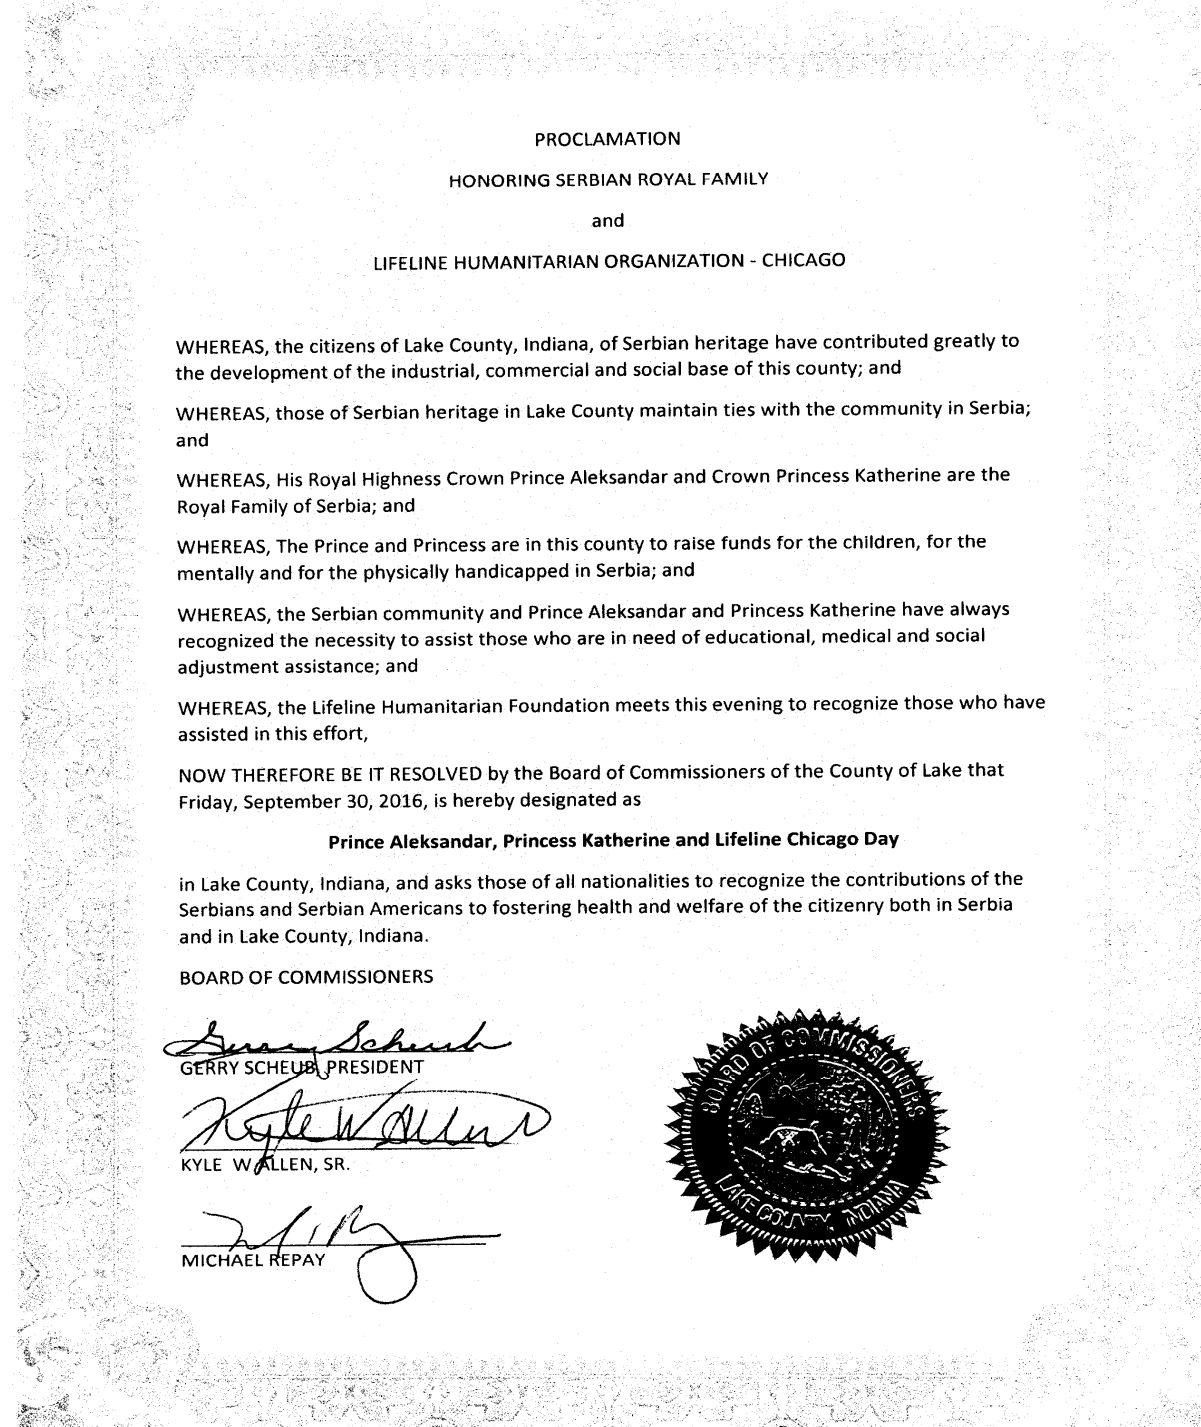 PROCLAMATION
HONORING SERBIAN ROYAL FAMILY
and
LIFELINE HUMANITARIAN ORGANIZATION - CHICAGO
WHEREAS, the citizens of Lake County, Indiana, of Serbian heritage have contributed greatly to
the development of the industrial, commercial and social base of this county; and
WHEREAS, those of Serbian heritage in Lake County maintain ties with the community in Serbia;
and
WHEREAS, His Royal Highness Crown Prince Aleksandar and Crown Princess Katherine are the
Royal Family of Serbia; and
WHEREAS, The Prince and Princess are in this county to raise funds for the children, for the
mentally and for the physically handicapped in Serbia; and
WHEREAS, the Serbian community and Prince Aleksandar and Princess Katherine have always
recognized the necessity to assist those who are in need of educational, medical and social
adjustment assistance; and
WHEREAS, the Lifeline Humanitarian Foundation meets this evening to recognize those who have
assisted in this effort,
NOW THEREFORE BE IT RESOLVED by the Board of Commissioners of the County of Lake that
Friday, September 30, 2016, is hereby designated as
Prince Aleksandar, Princess Katherine and Lifeline Chicago Day
in Lake County, Indiana, and asks those of all nationalities to recognize the contributions of the
Serbians and Serbian Americans to fostering health and welfare of the citizenry both in Serbia
and in Lake County, Indiana.
BOARD OF COMMISSIONERS
Gerry Scheub
GERRY SCHEUB, PRESIDENT
Kyle W Allen
KYLE W ALLEN, SR.
MICHAEL REPAY
BOARD OF COMMISSIONERS
LAKE COUNTY, INDIANA